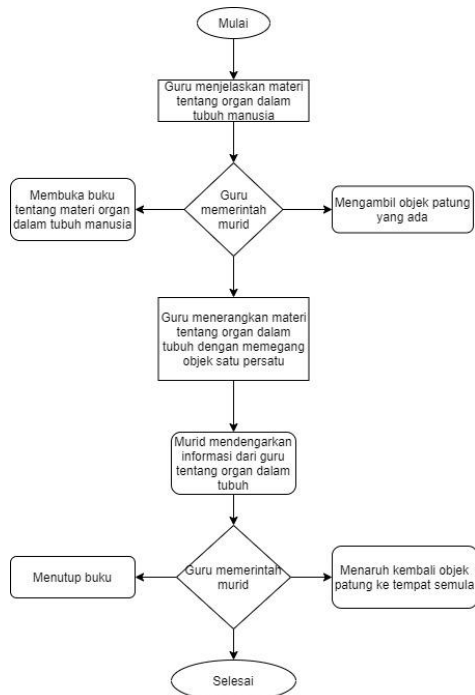 Mulai
Guru menjelaskan materi
tentang organ dalam
tubuh manusia
Membuka buku
tentang materi organ
dalam tubuh manusia
Guru
memerintah
murid
Mengambil objek patung
yang ada
Guru menerangkan materi
tentang organ dalam
tubuh dengan memegang
objek satu persatu
Murid mendengarkan
informasi dari guru
tentang organ dalam
tubuh
Menutup buku
Guru memerintah
murid
Menaruh kembali objek
patung ke tempat semula
Selesai